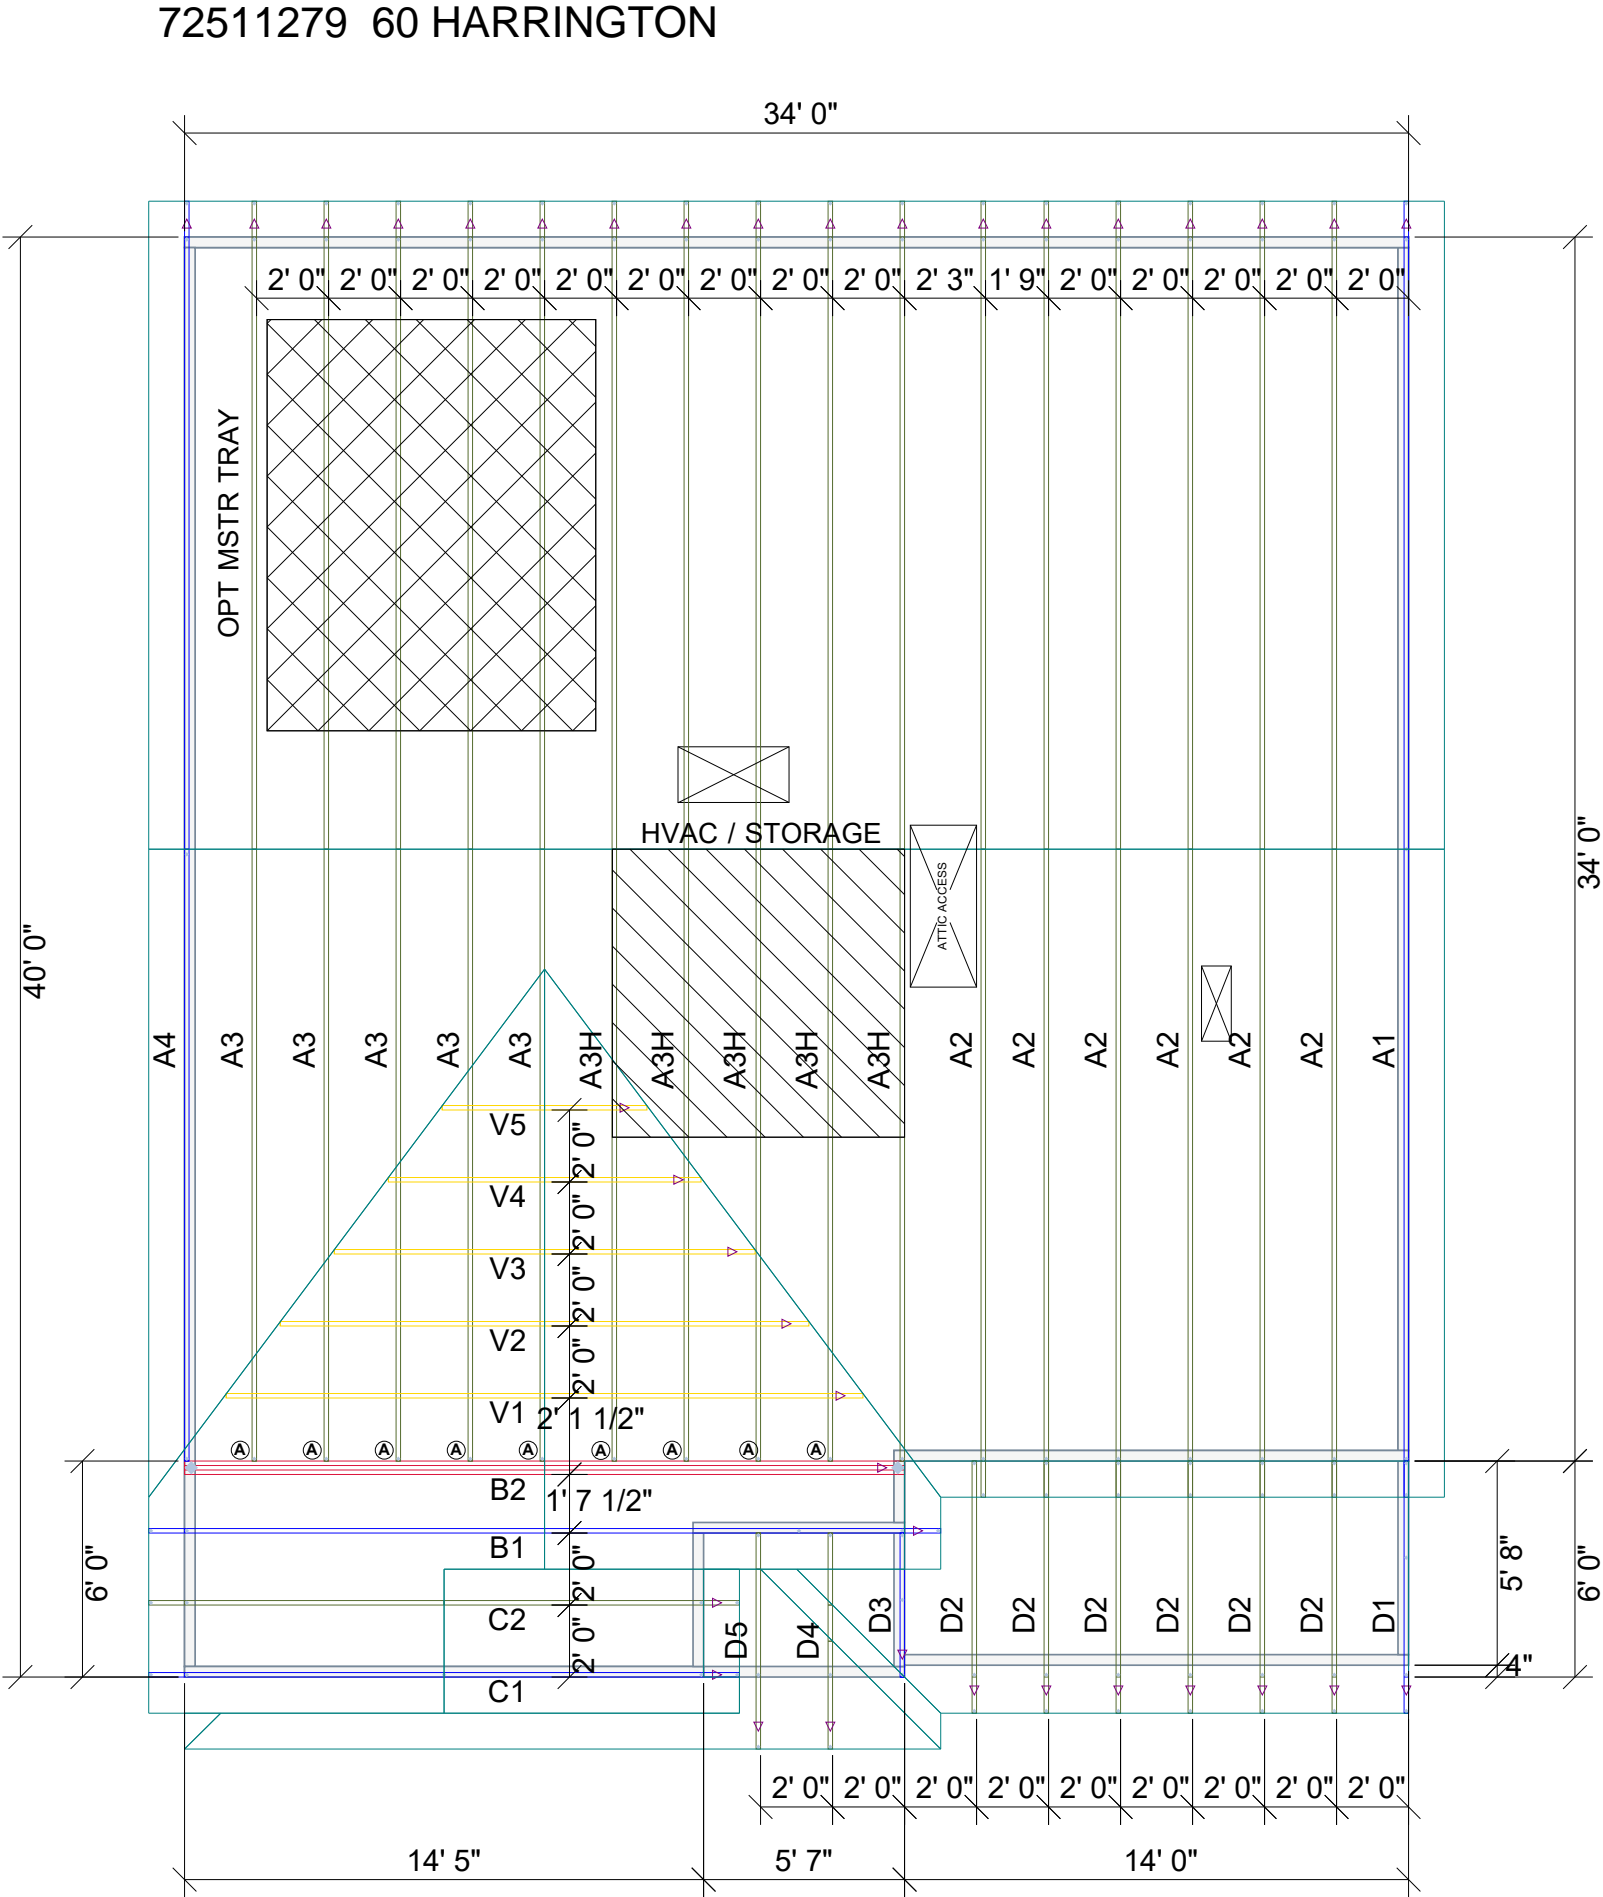 72511279 60 HARRINGTON
34' 0"
2' 0" 2' 0" 2' 0" 2' 0" 2' 0" 2' 0" 2' 0" 2' 0" 2' 0" 2' 3" 1' 9" 2' 0" 2' 0" 2' 0" 2' 0" 2' 0"
OPT MSTR TRAY
HVAC / STORAGE
ATTIC ACCESS
34' 0"
40' 0"
A4 A3 A3 A3 A3 A3 A3H A3H A3H A3H A3H A2 A2 A2 A2 A2 A2 A1
V5
2' 0"
V4
2' 0"
V3
2' 0"
V2
2' 0"
V1 2' 1 1/2"
A A A A A A A A A
B2
1' 7 1/2"
B1
6' 0"
2' 0"
5' 8"
6' 0"
C2
D5 D4 D3 D2 D2 D2 D2 D2 D2 D1
2' 0"
4"
C1
2' 0" 2' 0" 2' 0" 2' 0" 2' 0" 2' 0" 2' 0" 2' 0" 2' 0"
14' 5" 5' 7" 14' 0"